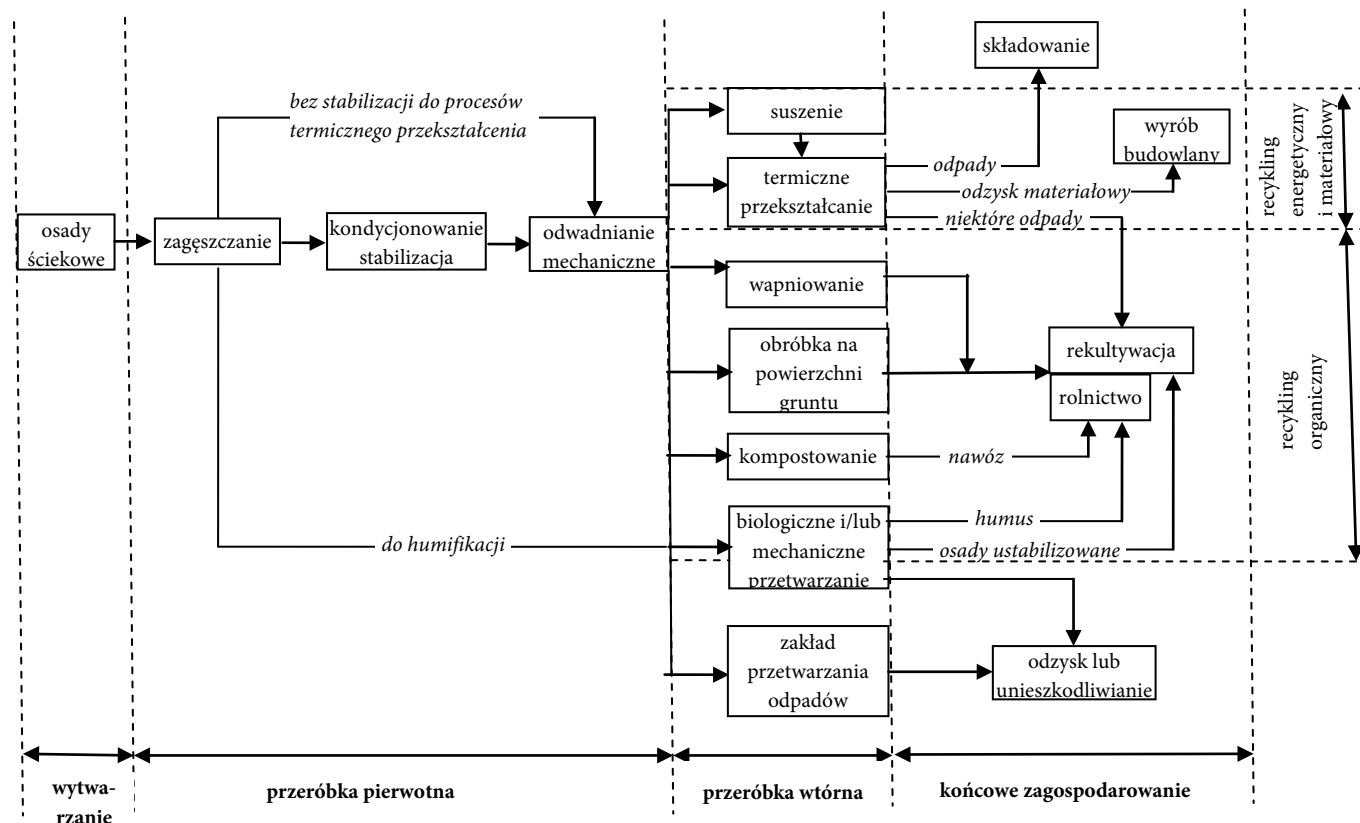 składowanie
bez stabilizacji do procesów
termicznego przekształcenia
suszenie
wyrób
budowlany
recykling
energetyczny
i materiałowy
termiczne
przekształcanie
odpady
odzysk materiałowy
niektóre odpady
osady
ściekowe
zagęszczanie
kondycjonowanie
stabilizacja
odwadnianie
mechaniczne
wapniowanie
obróbka na
powierzchni
gruntu
rekultywacja
rolnictwo
recykling
organiczny
kompostowanie
nawóz
do humifikacji
biologiczne i/lub
mechaniczne
przetwarzanie
humus
osady ustabilizowane
zakład
przetwarzania
odpadów
odzysk lub
unieszkodliwianie
wytwa-
rzanie
przeróbka pierwotna
przeróbka wtórna
końcowe zagospodarowanie